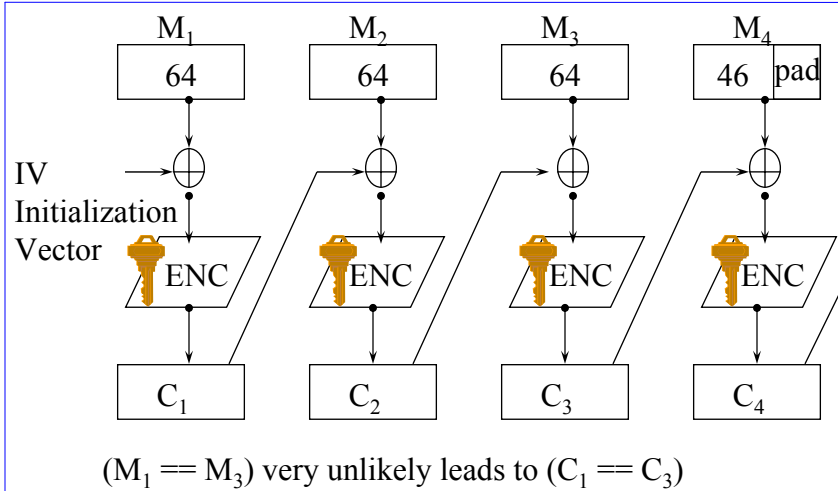 M₁ M₂ M₃ M₄
64 64 64 46 pad
IV
Initialization
Vector
ENC ENC ENC ENC
C₁ C₂ C₃ C₄
(M₁ == M₃) very unlikely leads to (C₁ == C₃)